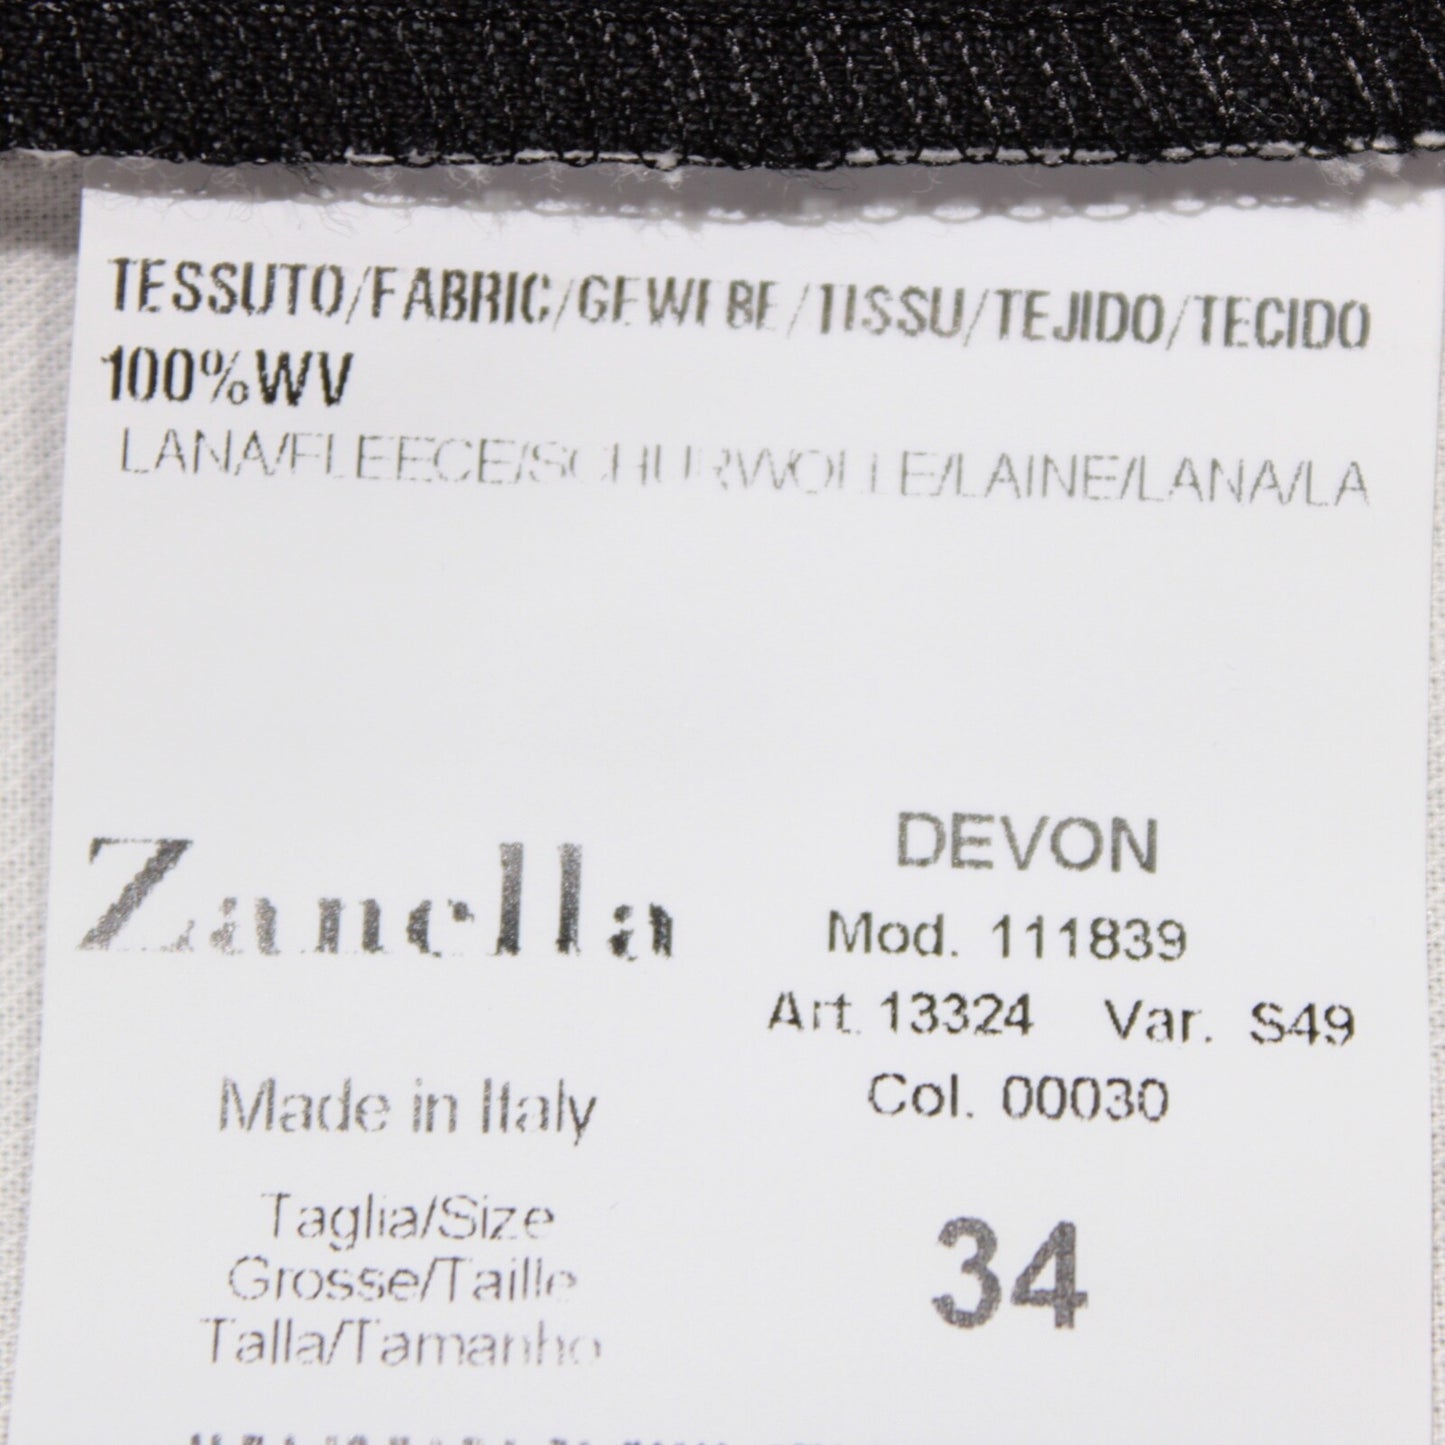 TESSUTO/FABRIC/GEWEBE/TISSU/TEJIDO/TECIDO
100%WV
LANA/FLEECE/SCHURWOLLE/LAINE/LANA/LA
Zanella
DEVON
Mod. 111839
Art. 13324 Var. S49
Col. 00030
Made in Italy
Taglia/Size
Grosse/Taille
Talla/Tamanho
34